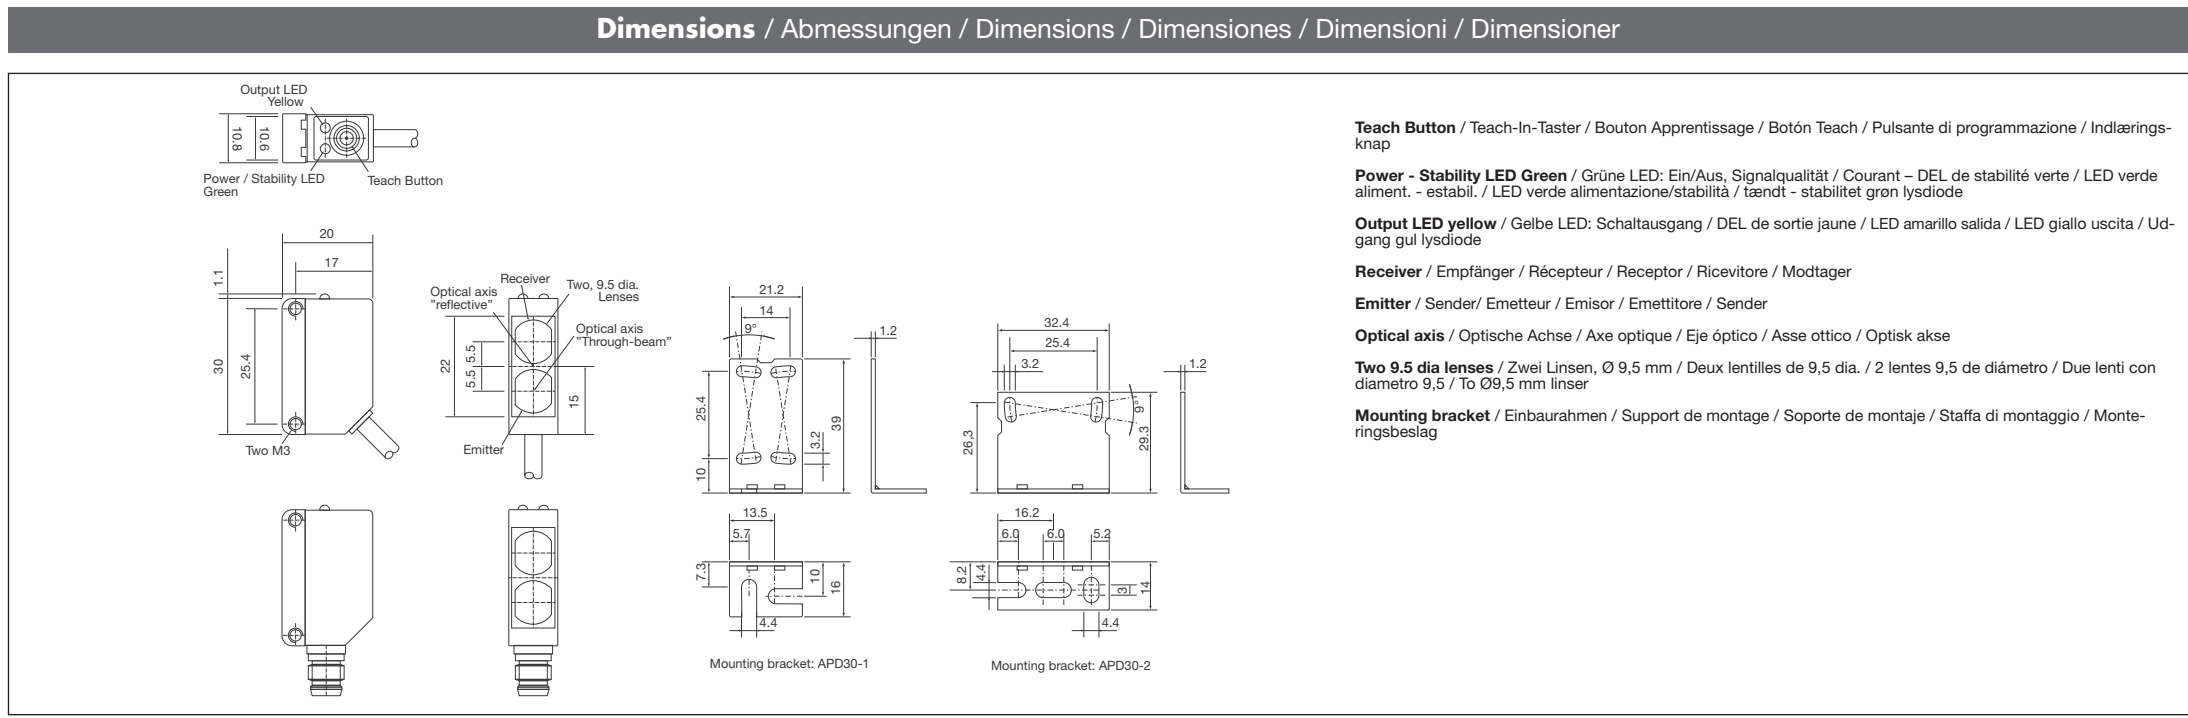 Dimensions / Abmessungen / Dimensions / Dimensiones / Dimensioni / Dimensioner
Output LED
Yellow
10.8
10.6
Power / Stability LED
Green
Teach Button
20
17
1.1
30
25.4
Two M3
Receiver
Optical axis
"reflective"
Two, 9.5 dia.
Lenses
Optical axis
"Through-beam"
22
5.5
5.5
15
Emitter
21.2
14
9°
25.4
10
3.2
39
1.2
13.5
5.7
7.3
10
16
4.4
Mounting bracket: APD30-1
32.4
25.4
3.2
9°
26,3
29.3
1.2
16.2
6.0
6.0
5.2
8.2
4.4
3
14
4.4
Mounting bracket: APD30-2
Teach Button / Teach-In-Taster / Bouton Apprentissage / Botón Teach / Pulsante di programmazione / Indlærings-
knap
Power - Stability LED Green / Grüne LED: Ein/Aus, Signalqualität / Courant – DEL de stabilité verte / LED verde
aliment. - estabil. / LED verde alimentazione/stabilità / tændt - stabilitet grøn lysdiode
Output LED yellow / Gelbe LED: Schaltausgang / DEL de sortie jaune / LED amarillo salida / LED giallo uscita / Ud-
gang gul lysdiode
Receiver / Empfänger / Récepteur / Receptor / Ricevitore / Modtager
Emitter / Sender/ Emetteur / Emisor / Emettitore / Sender
Optical axis / Optische Achse / Axe optique / Eje óptico / Asse ottico / Optisk akse
Two 9.5 dia lenses / Zwei Linsen, Ø 9,5 mm / Deux lentilles de 9,5 dia. / 2 lentes 9,5 de diámetro / Due lenti con
diametro 9,5 / To Ø9,5 mm linser
Mounting bracket / Einbaurahmen / Support de montage / Soporte de montaje / Staffa di montaggio / Monte-
ringsbeslag